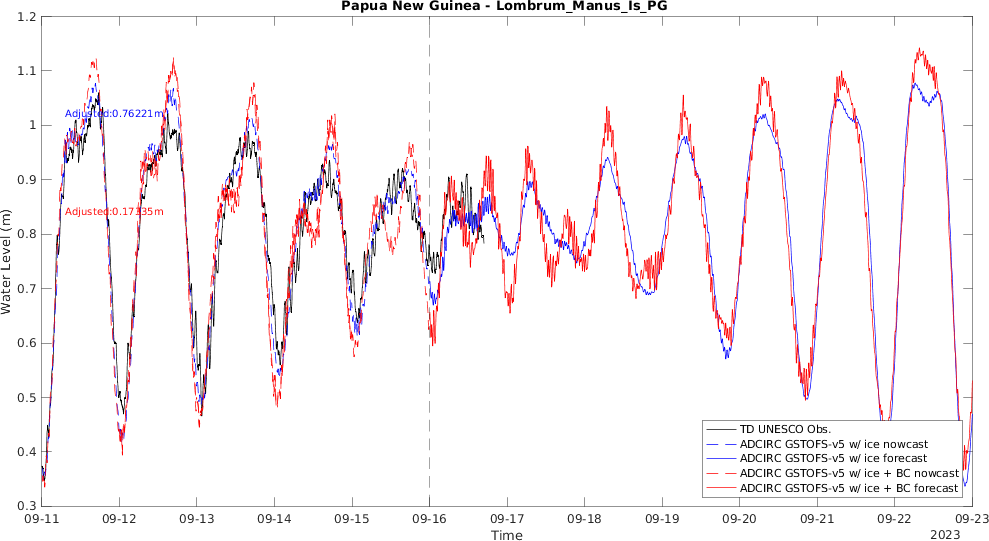 Papua New Guinea - Lombrum_Manus_Is_PG
1.2
1.1
1
0.9
0.8
0.7
0.6
0.5
0.4
0.3
Water Level (m)
Adjusted:0.76221m
Adjusted:0.17335m
TD UNESCO Obs.
ADCIRC GSTOFS-v5 w/ ice nowcast
ADCIRC GSTOFS-v5 w/ ice forecast
ADCIRC GSTOFS-v5 w/ ice + BC nowcast
ADCIRC GSTOFS-v5 w/ ice + BC forecast
09-11 09-12 09-13 09-14 09-15 09-16 09-17 09-18 09-19 09-20 09-21 09-22 09-23
Time
2023